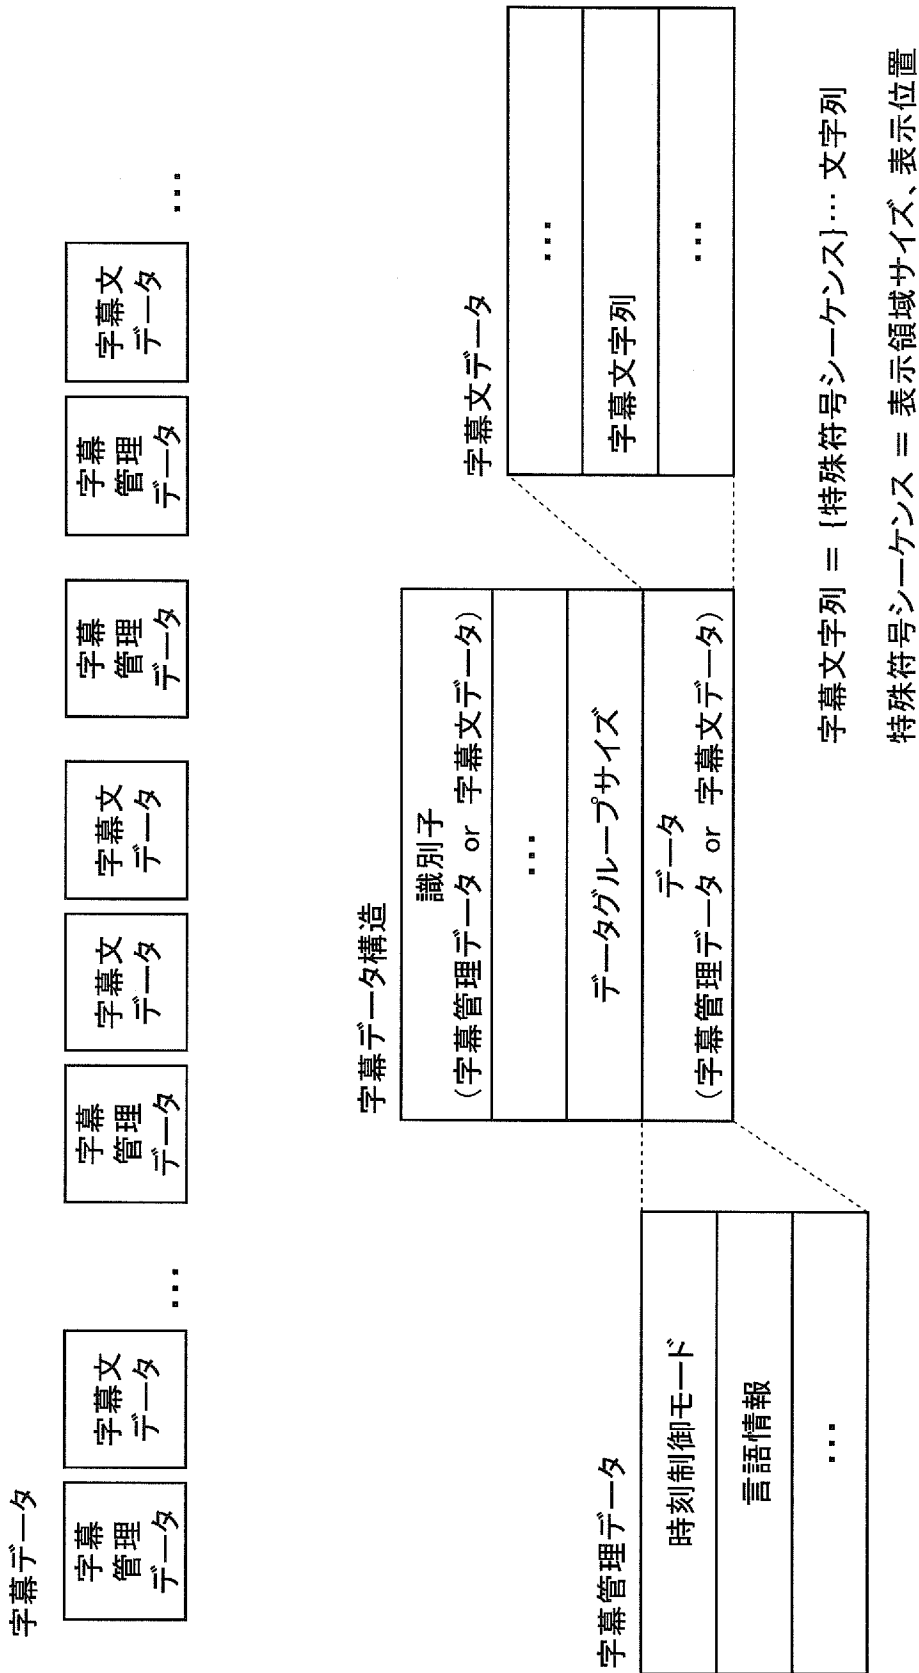 字幕データ
字幕
管理
データ
字幕文
データ
...
字幕
管理
データ
字幕文
データ
字幕文
データ
字幕
管理
データ
字幕
管理
データ
字幕文
データ
...
字幕データ構造
識別子
(字幕管理データ or 字幕文データ)
...
データグループサイズ
データ
(字幕管理データ or 字幕文データ)
字幕文データ
...
字幕文字列
...
字幕管理データ
時刻制御モード
言語情報
...
字幕文字列 = {特殊符号シーケンス}… 文字列
特殊符号シーケンス = 表示領域サイズ、表示位置